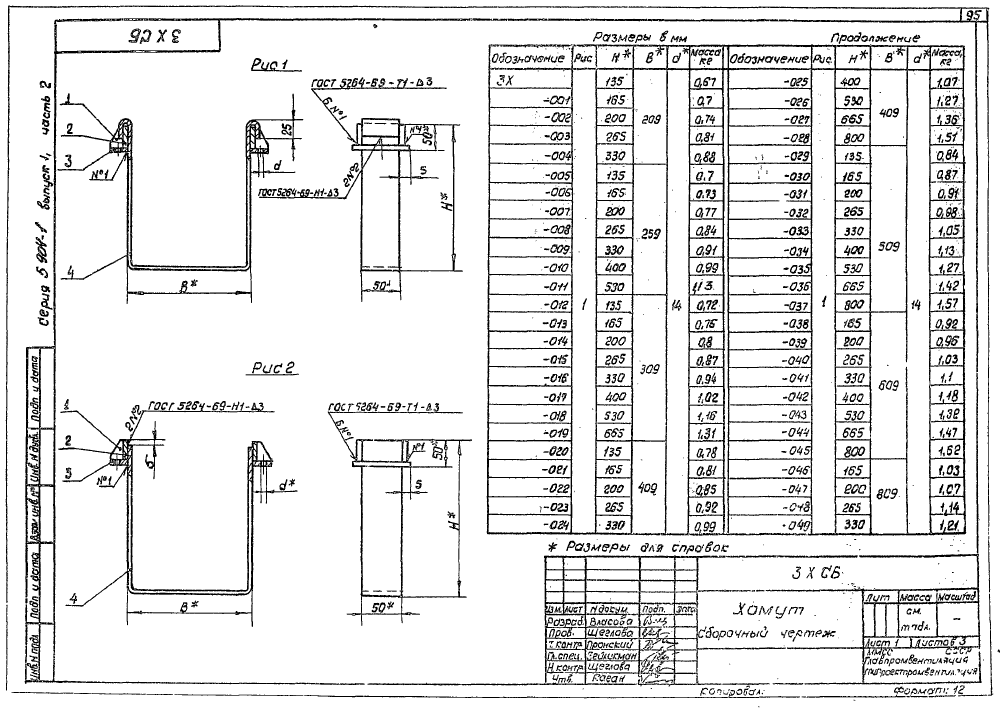 95
3 Х СБ
Серия 5 904-1 выпуск 1, часть 2
Рис 1
ГОСТ 5264-69-Т1-Δ3
6 №1
1
2
3
№1
4
25
d
ГОСТ 5264-69-Н1-Δ3
2№2
50*
5
H*
B*
50*
Рис 2
ГОСТ 5264-69-Н1-Δ3
2№2
ГОСТ 5264-69-Т1-Δ3
6 №1
1
2
3
№1
4
d*
№1
50*
5
H*
B*
50*
Размеры в мм
Продолжение
Обозначение Рис H* B* d* Масса, кг Обозначение Рис. H* B* d* Масса, кг
3Х 135 0,67 -025 400 1,07
-001 165 0,7 -026 530 409 1,27
-002 200 209 0,74 -027 665 1,36
-003 265 0,81 -028 800 1,51
-004 330 0,88 -029 135 0,84
-005 135 0,7 -030 165 0,87
-006 165 0,73 -031 200 0,91
-007 200 0,77 -032 265 0,98
-008 265 259 0,84 -033 330 509 1,05
-009 330 0,91 -034 400 1,13
-010 400 0,99 -035 530 1,27
-011 530 1,13 -036 665 1,42
-012 1 135 14 0,72 -037 1 800 14 1,57
-013 165 0,76 -038 165 0,92
-014 200 0,8 -039 200 0,96
-015 265 309 0,87 -040 265 1,03
-016 330 0,94 -041 330 609 1,1
-017 400 1,02 -042 400 1,18
-018 530 1,16 -043 530 1,32
-019 665 1,31 -044 665 1,47
-020 135 0,78 -045 800 1,62
-021 165 0,81 -046 165 1,03
-022 200 409 0,85 -047 200 809 1,07
-023 265 0,92 -048 265 1,14
-024 330 0,99 -049 330 1,21
* Размеры для справок
3 Х СБ
Хомут
Сборочный чертеж
Лит Масса Масштаб
см. табл. -
Лист 1 Листов 3
ММСС СССР
Главпромвентиляция
Гипроектпромвентиляция
Изм. Лист N докум. Подп. Дата
Разраб. Власова
Пров. Щеглова
Т.контр Пронский
Гл.спец. Зейликман
Н.контр Щеглова
Утв. Каган
Инв. N подл. Подп и дата Взам инв. N° Инв. N дубл. Подп и дата
Копировал:
Формат: 12